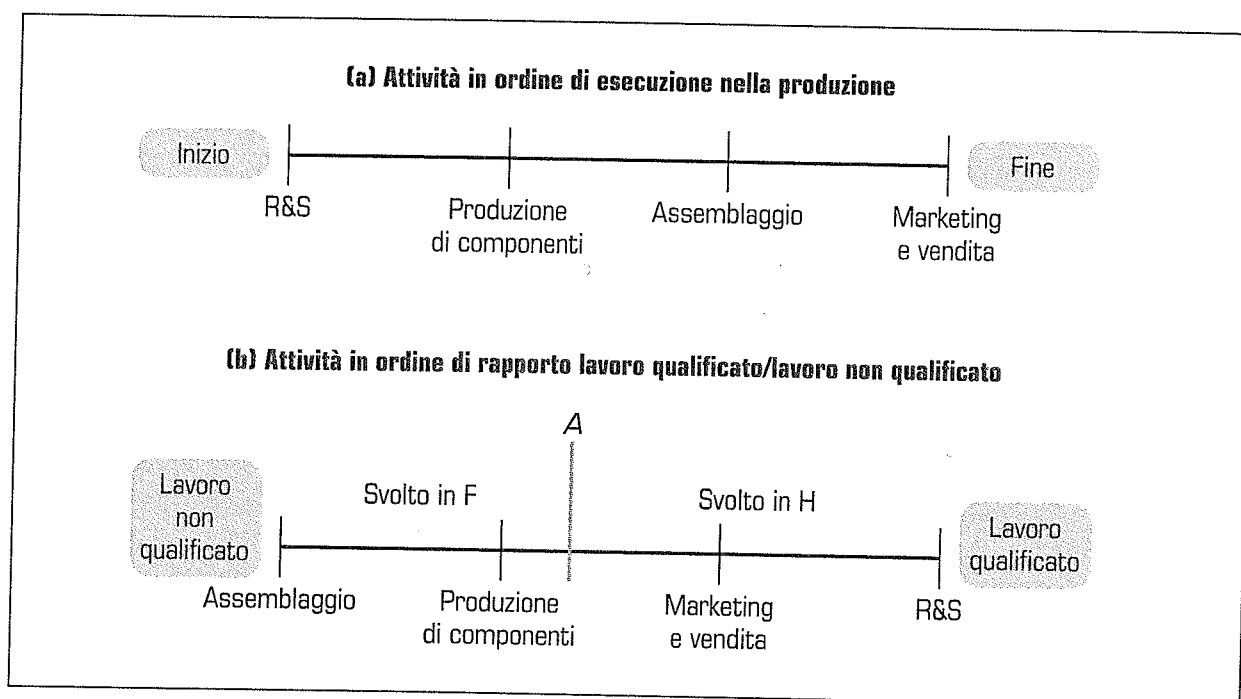 (a) Attività in ordine di esecuzione nella produzione
Inizio
Fine
R&S
Produzione
di componenti
Assemblaggio
Marketing
e vendita
(b) Attività in ordine di rapporto lavoro qualificato/lavoro non qualificato
A
Lavoro
non
qualificato
Svolto in F
Svolto in H
Lavoro
qualificato
Assemblaggio
Produzione
di componenti
Marketing
e vendita
R&S